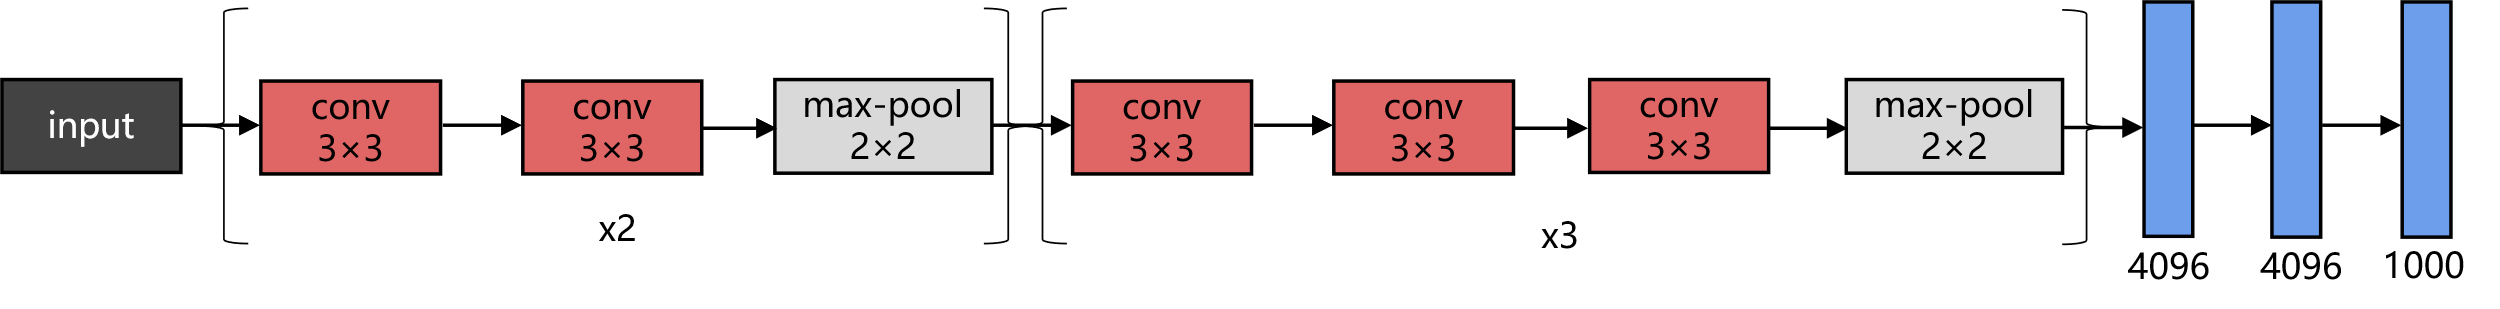 input
conv
3×3
conv
3×3
max-pool
2×2
x2
conv
3×3
conv
3×3
conv
3×3
max-pool
2×2
x3
4096
4096
1000